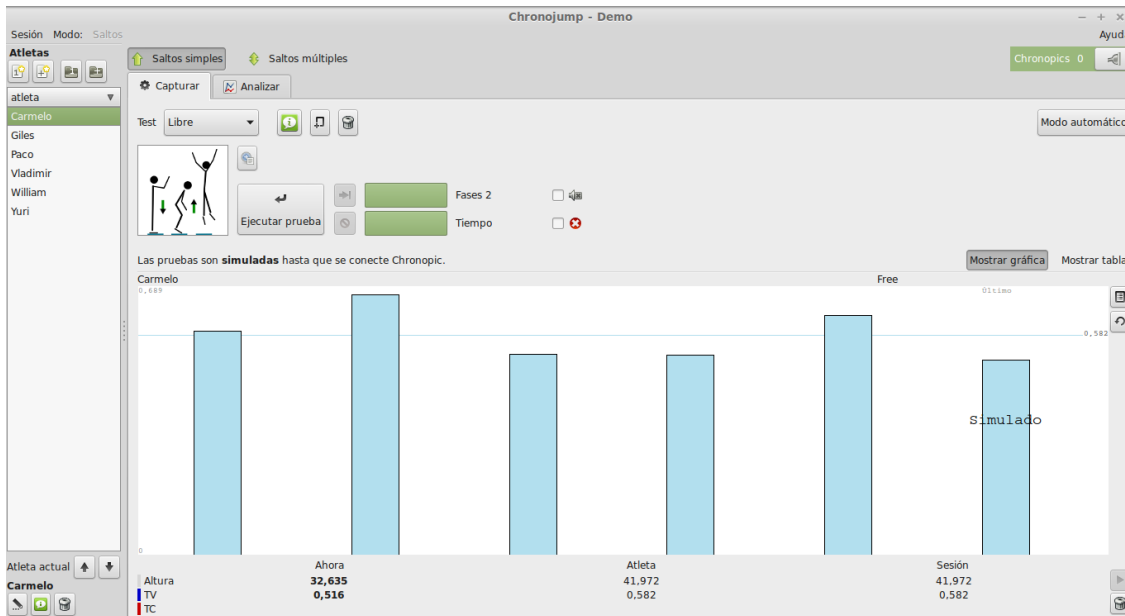 Chronojump - Demo
Sesión Modo: Saltos Ayud
Atletas
Saltos simples Saltos múltiples Chronopics 0
Capturar Analizar
atleta
Carmelo
Giles
Paco
Vladimir
William
Yuri
Test Libre Modo automático
Ejecutar prueba
Fases 2
Tiempo
Las pruebas son simuladas hasta que se conecte Chronopic. Mostrar gráfica Mostrar tabla
Carmelo Free
0,689 Último
0,582
Simulado
0
Ahora Atleta Sesión
Altura 32,635 41,972 41,972
TV 0,516 0,582 0,582
TC
Atleta actual
Carmelo